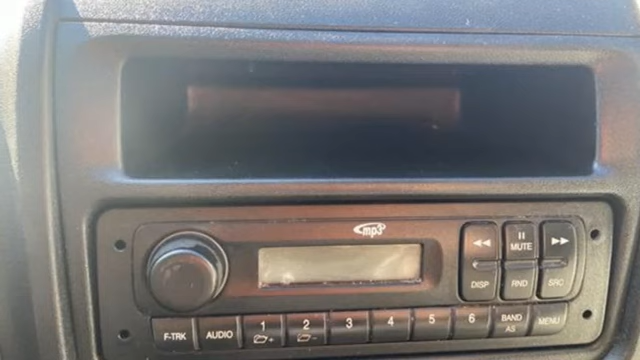 mp3
◀◀ II MUTE ▶▶
DISP RND SRC
F-TRK AUDIO 1 + 2 - 3 4 5 6 BAND AS MENU